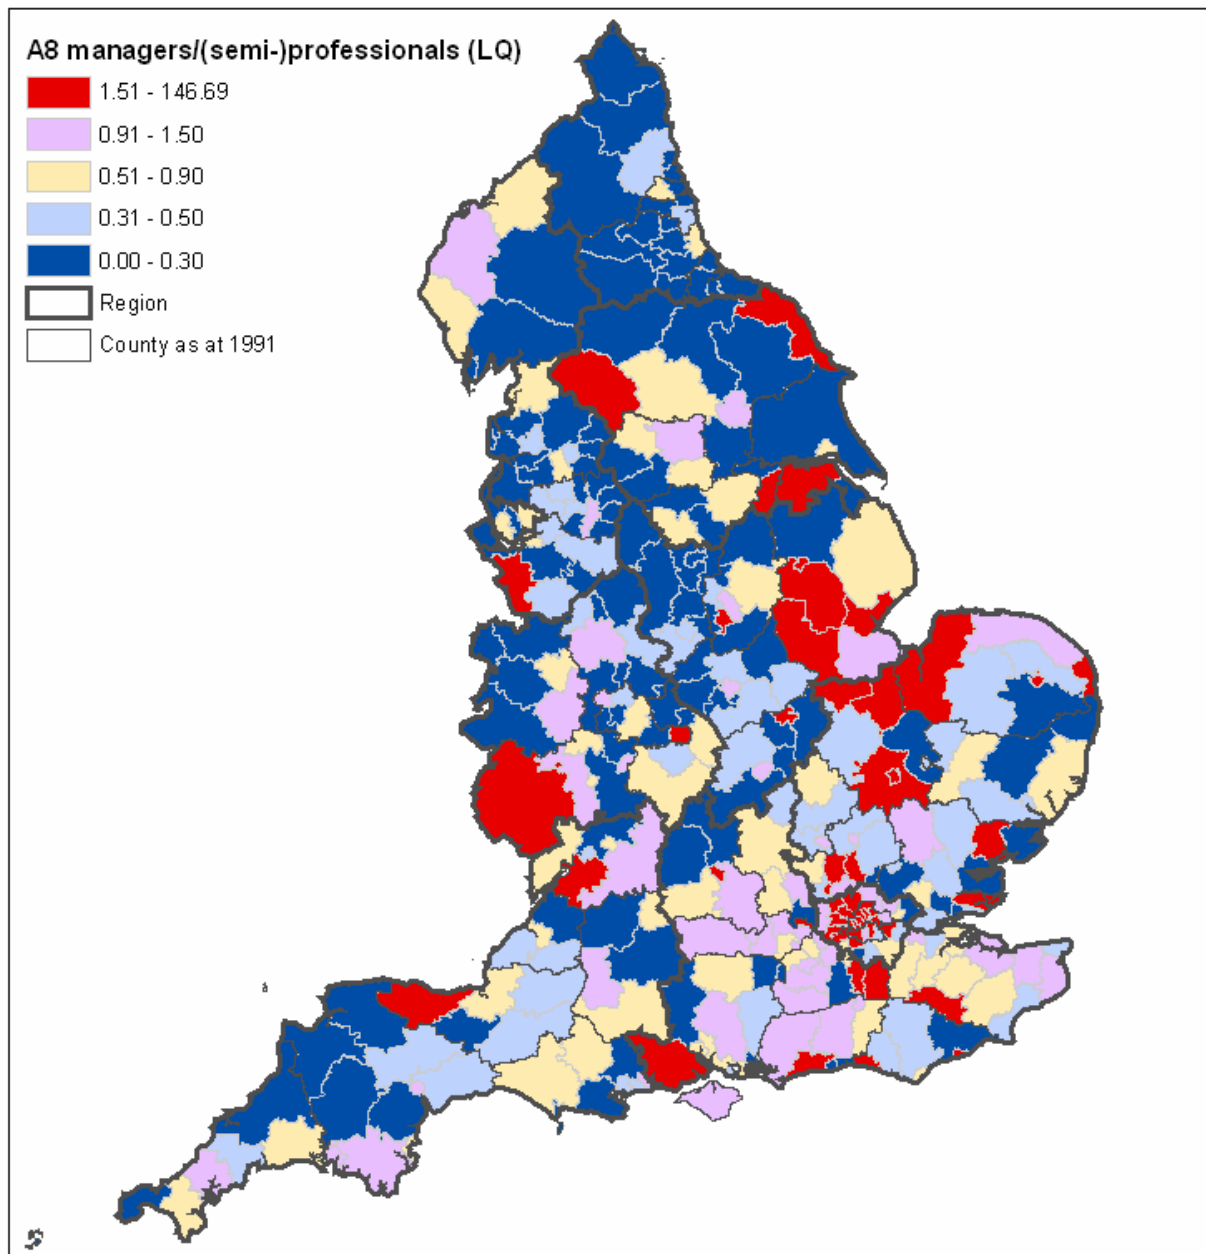 A8 managers/(semi-)professionals (LQ)
1.51 - 146.69
0.91 - 1.50
0.51 - 0.90
0.31 - 0.50
0.00 - 0.30
Region
County as at 1991